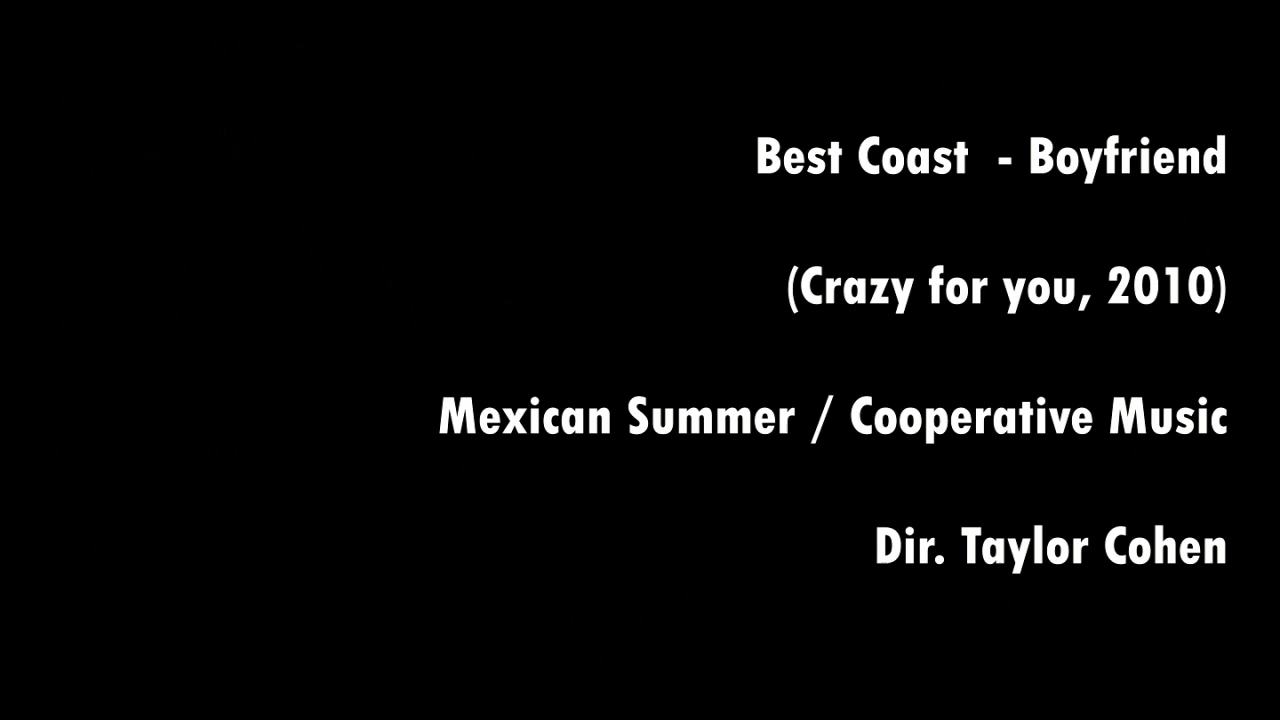 Best Coast  - Boyfriend
(Crazy for you, 2010)
Mexican Summer / Cooperative Music
Dir. Taylor Cohen